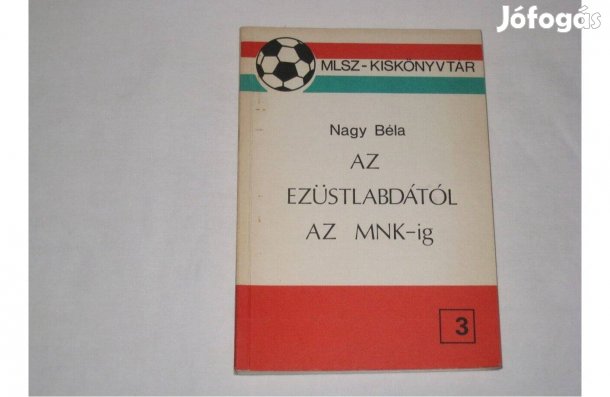 Jófogás
MLSZ-KISKÖNYVTÁR
Nagy Béla
AZ
EZÜSTLABDÁTÓL
AZ MNK-ig
3